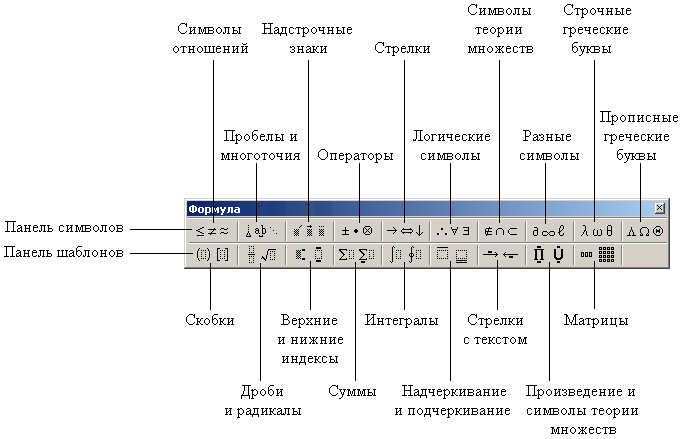 Символы
отношений
Надстрочные
знаки
Стрелки
Символы
теории
множеств
Строчные
греческие
буквы
Пробелы и
многоточия
Операторы
Логические
символы
Разные
символы
Прописные
греческие
буквы
Формула
Панель символов
≤ ≠ ≈ ab ± • ⊗ → ⇔ ↓ ∴ ∀ ∃ ∉ ∩ ⊂ ∂ ∞ ℓ λ ω θ Λ Ω Θ
Панель шаблонов
(▯) [▯] √▯ Σ▯ Σ▯ ∫▯ ∮▯ → ← Π Ụ
Скобки
Верхние
и нижние
индексы
Интегралы
Стрелки
с текстом
Матрицы
Дроби
и радикалы
Суммы
Надчеркивание
и подчеркивание
Произведение и
символы теории
множеств